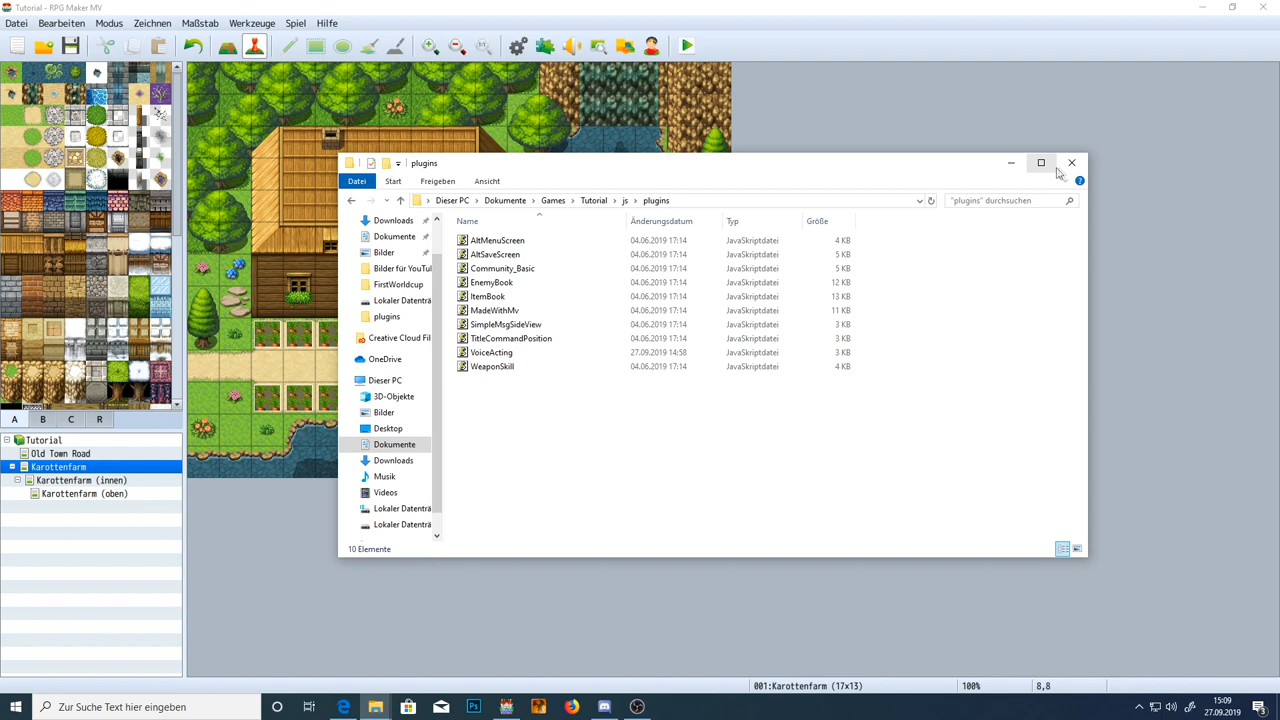 Tutorial - RPG Maker MV
Datei Bearbeiten Modus Zeichnen Maßstab Werkzeuge Spiel Hilfe
plugins
Datei Start Freigeben Ansicht
Dieser PC Dokumente Games Tutorial js plugins
"plugins" durchsuchen
Name Änderungsdatum Typ Größe
Downloads
Dokumente
Bilder
Bilder für YouTu
FirstWorldcup
Lokaler Datenträ
plugins
Creative Cloud Fil
OneDrive
Dieser PC
3D-Objekte
Bilder
Desktop
Dokumente
Downloads
Musik
Videos
Lokaler Datenträ
Lokaler Datenträ
AltMenuScreen 04.06.2019 17:14 JavaSkriptdatei 4 KB
AltSaveScreen 04.06.2019 17:14 JavaSkriptdatei 5 KB
Community_Basic 04.06.2019 17:14 JavaSkriptdatei 5 KB
EnemyBook 04.06.2019 17:14 JavaSkriptdatei 12 KB
ItemBook 04.06.2019 17:14 JavaSkriptdatei 13 KB
MadeWithMv 04.06.2019 17:14 JavaSkriptdatei 11 KB
SimpleMsgSideView 04.06.2019 17:14 JavaSkriptdatei 3 KB
TitleCommandPosition 04.06.2019 17:14 JavaSkriptdatei 3 KB
VoiceActing 27.09.2019 14:58 JavaSkriptdatei 3 KB
WeaponSkill 04.06.2019 17:14 JavaSkriptdatei 4 KB
10 Elemente
A B C R
Tutorial
Old Town Road
Karottenfarm
Karottenfarm (innen)
Karottenfarm (oben)
001:Karottenfarm (17×13) 100% 8,8
Zur Suche Text hier eingeben
Ps
15:09
27.09.2019